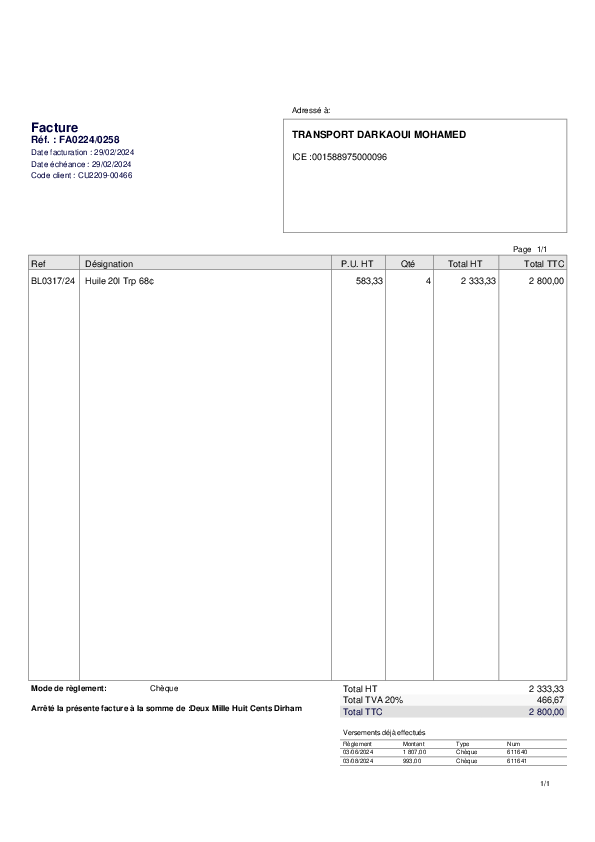 Adressé à:
Facture
Réf. : FA0224/0258
Date facturation : 29/02/2024
Date échéance : 29/02/2024
Code client : CU2209-00466
TRANSPORT DARKAOUI MOHAMED
ICE :001588975000096
Page 1/1
Ref Désignation P.U. HT Qté Total HT Total TTC
BL0317/24 Huile 20l Trp 68c 583,33 4 2 333,33 2 800,00
Mode de règlement: Chèque
Arrêté la présente facture à la somme de :Deux Mille Huit Cents Dirham
Total HT 2 333,33
Total TVA 20% 466,67
Total TTC 2 800,00
Versements déjà effectués
Règlement Montant Type Num
03/06/2024 1 807,00 Chèque 611640
03/08/2024 993,00 Chèque 611641
1/1